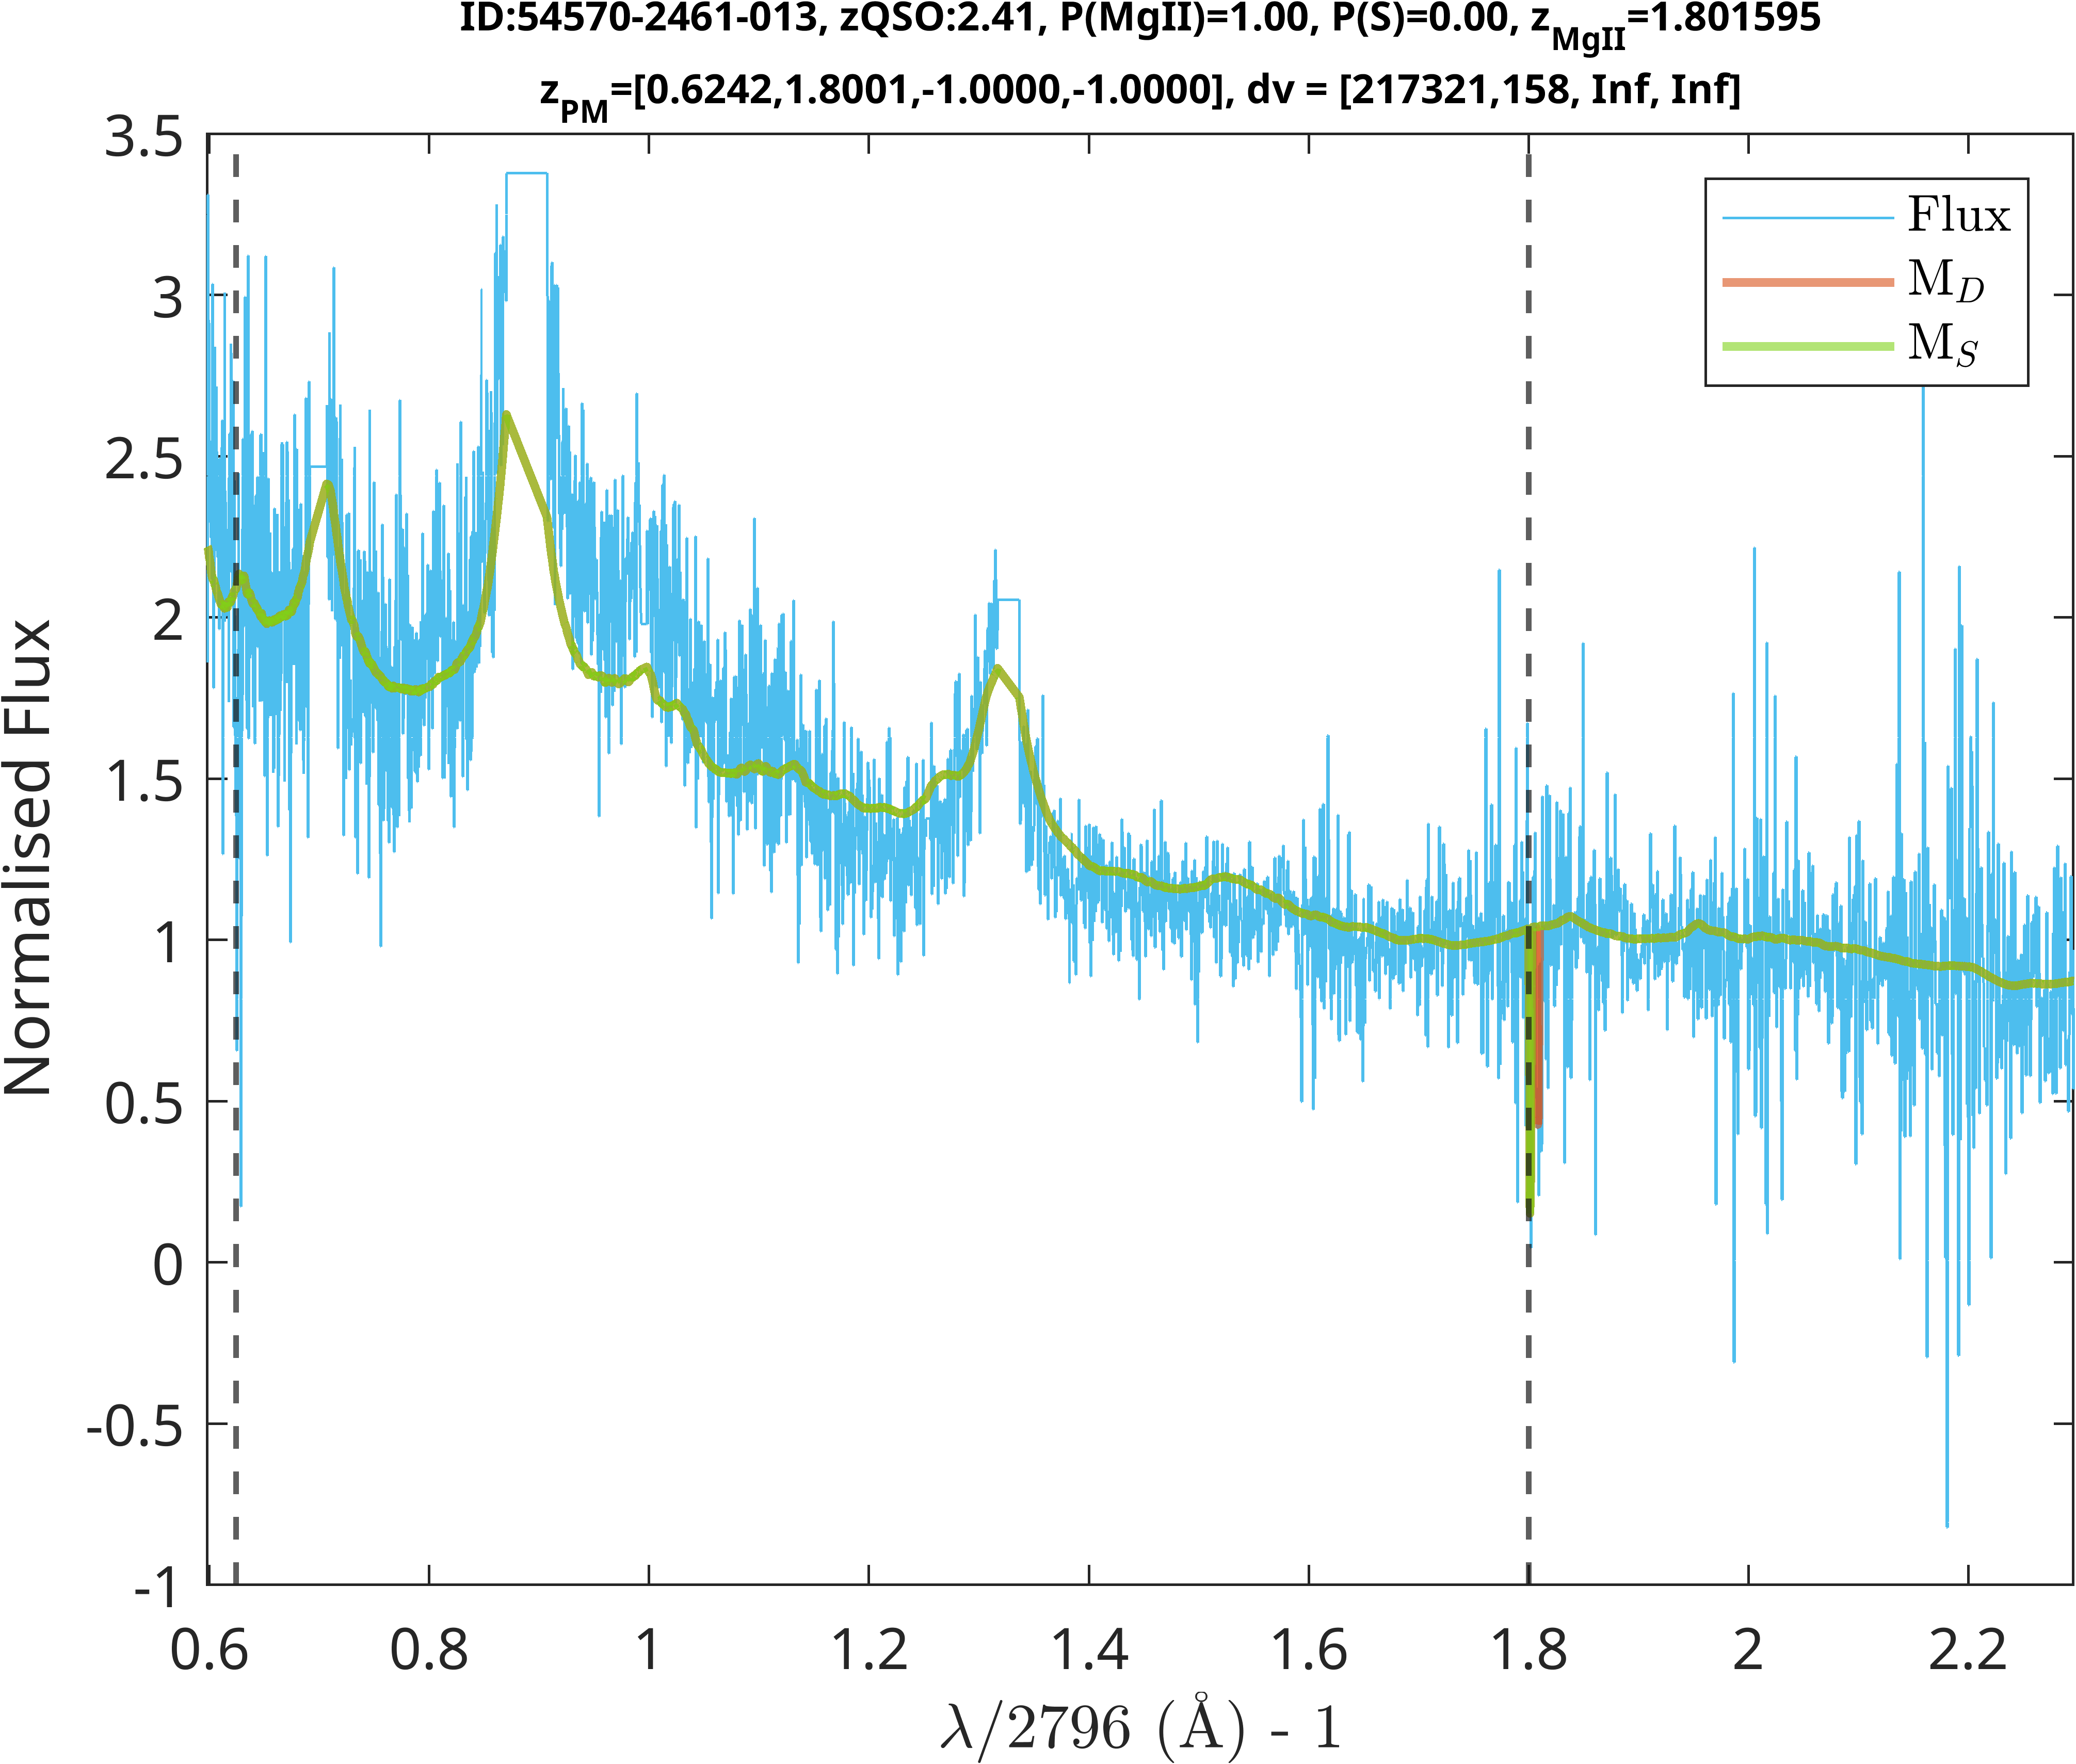 ID:54570-2461-013, zQSO:2.41, P(MgII)=1.00, P(S)=0.00, zMgII=1.801595
zPM=[0.6242,1.8001,-1.0000,-1.0000], dv = [217321,158, Inf, Inf]
3.5
3
2.5
2
1.5
1
0.5
0
-0.5
-1
Normalised Flux
Flux
MD
MS
0.6
0.8
1
1.2
1.4
1.6
1.8
2
2.2
λ/2796 (Å) - 1